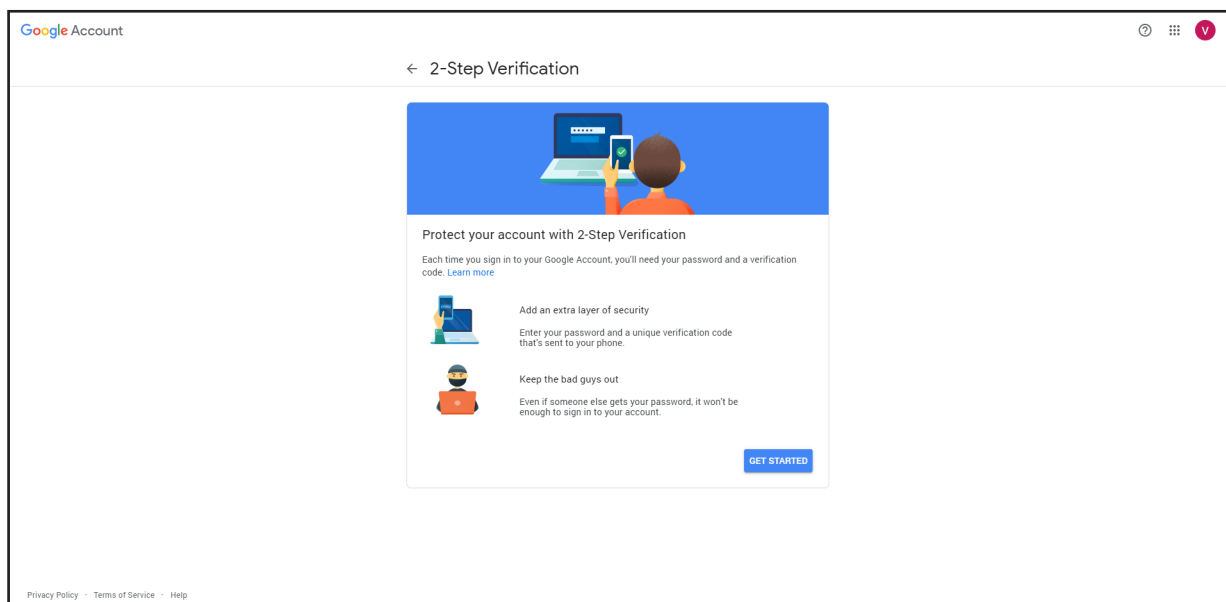 Google Account
V
2-Step Verification
Protect your account with 2-Step Verification
Each time you sign in to your Google Account, you'll need your password and a verification
code. Learn more
Add an extra layer of security
Enter your password and a unique verification code
that's sent to your phone.
Keep the bad guys out
Even if someone else gets your password, it won't be
enough to sign in to your account.
GET STARTED
Privacy Policy · Terms of Service · Help